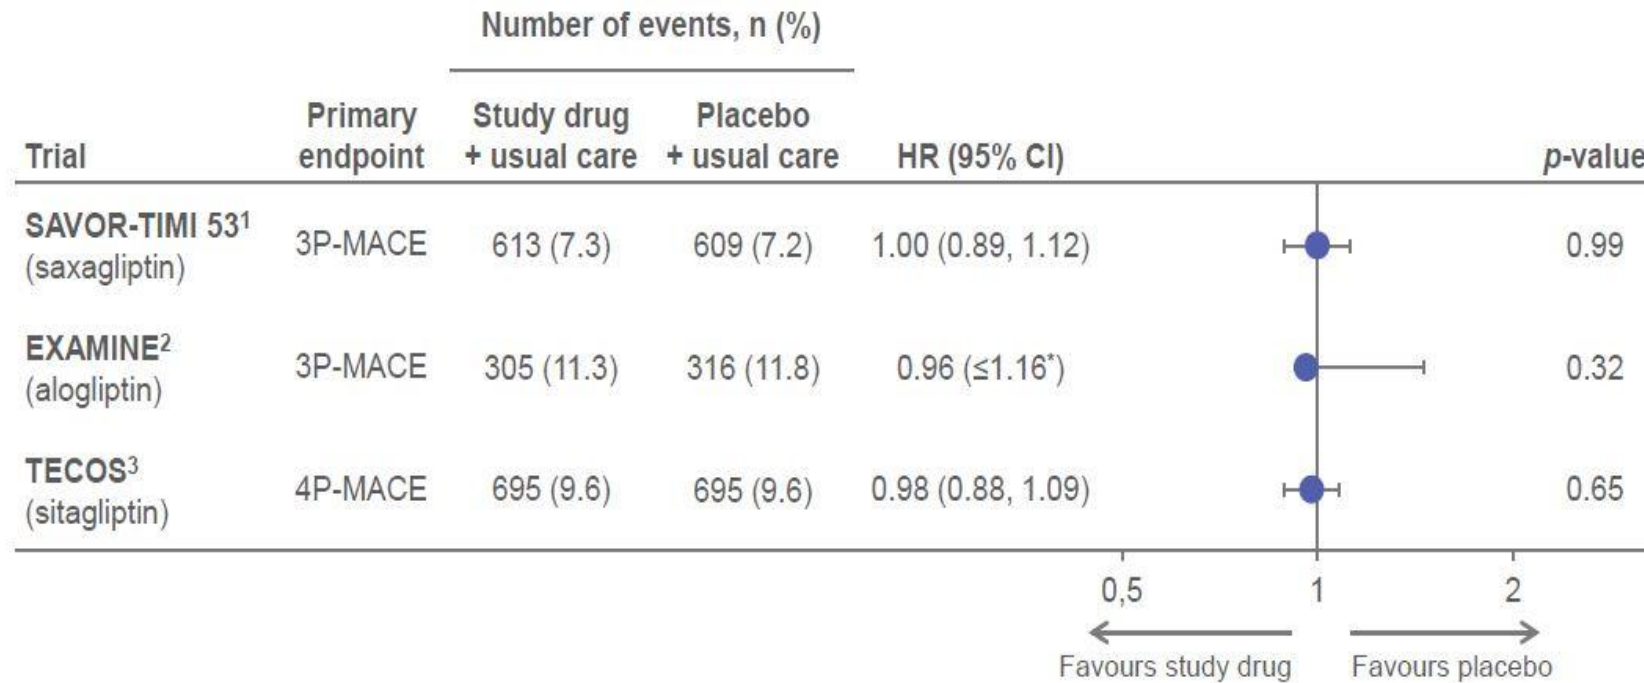 Number of events, n (%)
Trial Primary endpoint Study drug + usual care Placebo + usual care HR (95% CI) p-value
SAVOR-TIMI 53¹ 3P-MACE 613 (7.3) 609 (7.2) 1.00 (0.89, 1.12) 0.99
(saxagliptin)
EXAMINE² 3P-MACE 305 (11.3) 316 (11.8) 0.96 (≤1.16*) 0.32
(alogliptin)
TECOS³ 4P-MACE 695 (9.6) 695 (9.6) 0.98 (0.88, 1.09) 0.65
(sitagliptin)
0,5 1 2
Favours study drug Favours placebo